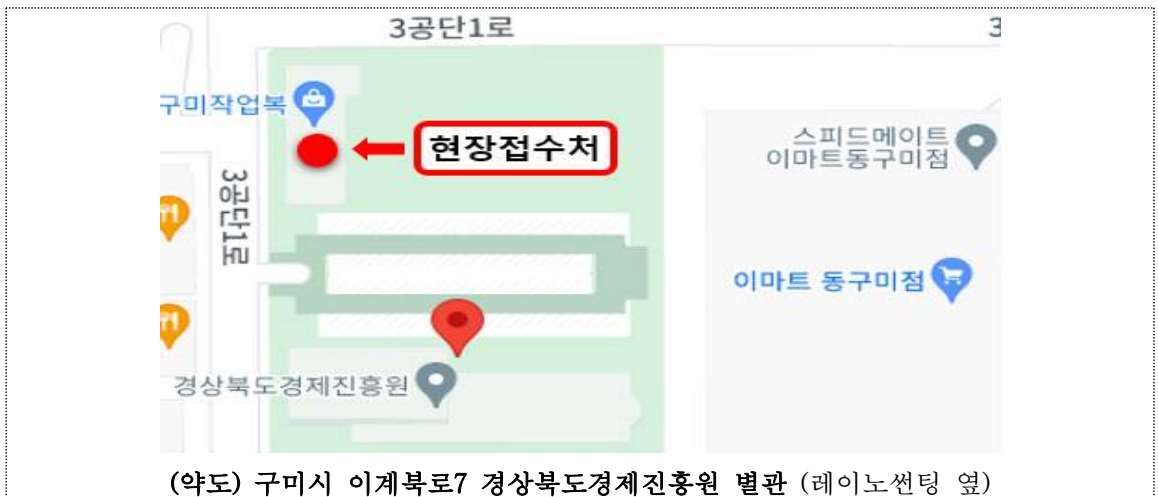 3공단1로
3
구미작업복
현장접수처
스피드메이트
이마트동구미점
3공단1로
이마트 동구미점
경상북도경제진흥원
(약도) 구미시 이계북로7 경상북도경제진흥원 별관 (레이노썬팅 옆)